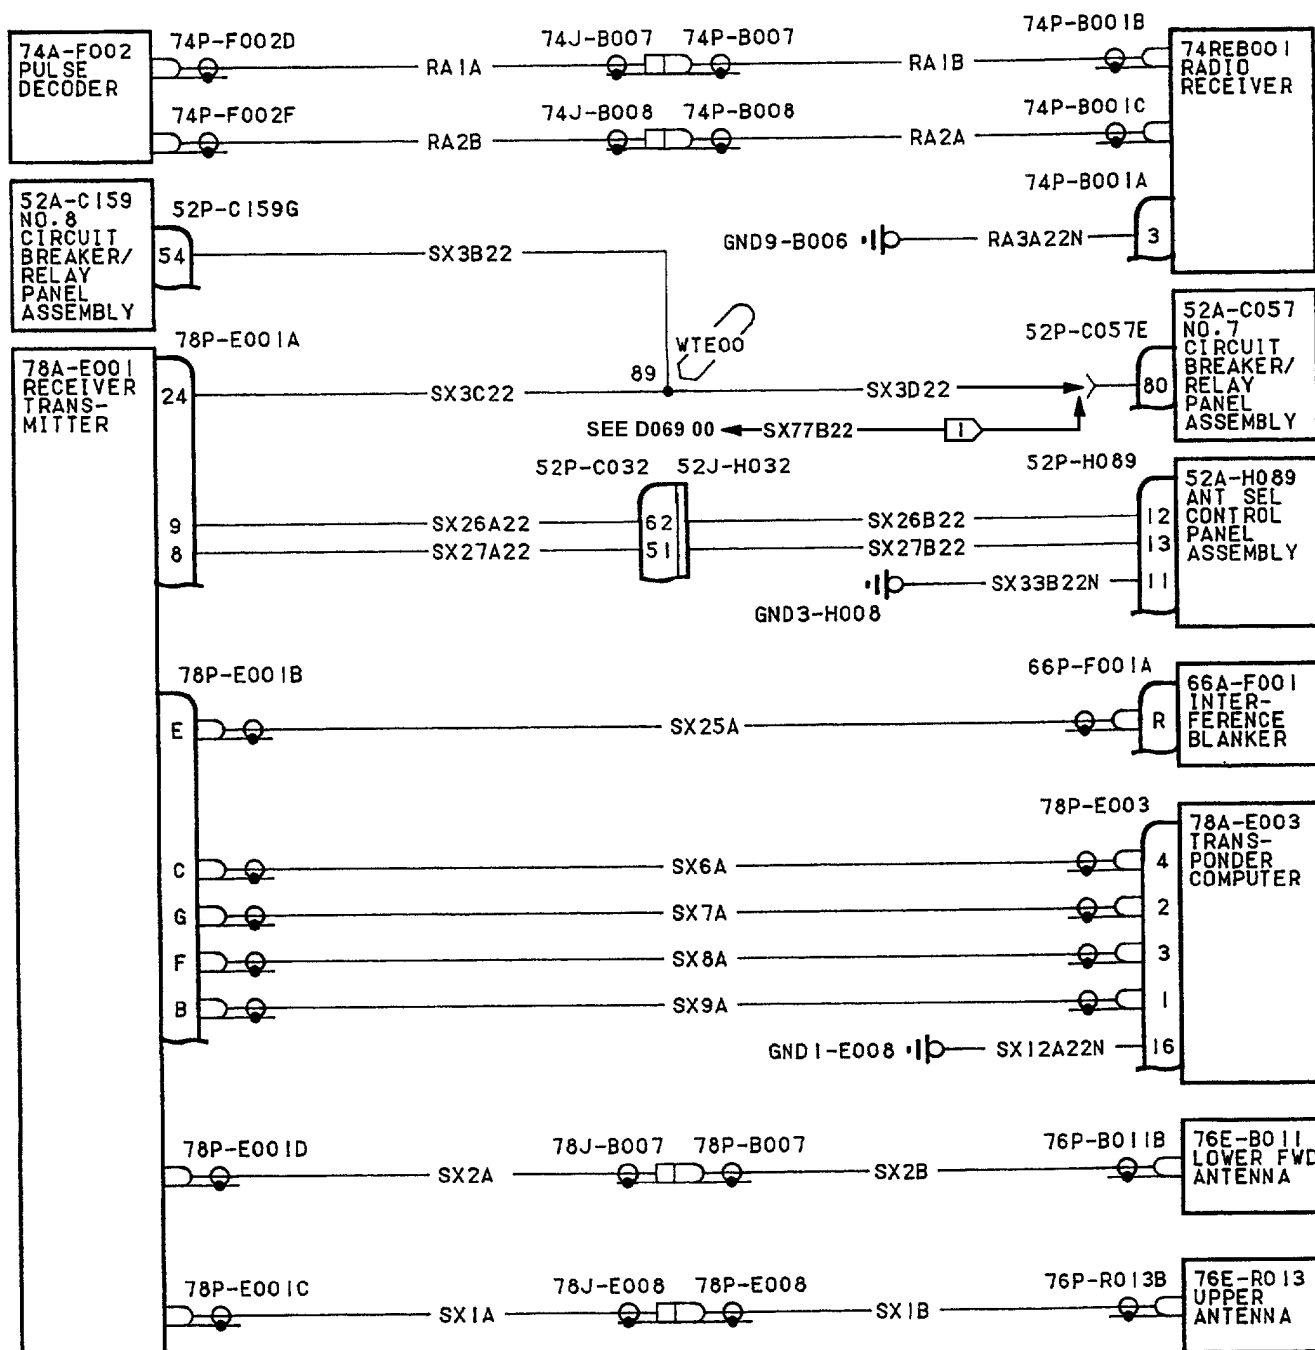 74A-F002
PULSE
DECODER
74P-F002D
RA1A
74J-B007
74P-B007
RA1B
74P-B001B
74REB001
RADIO
RECEIVER
74P-F002F
RA2B
74J-B008
74P-B008
RA2A
74P-B001C
74P-B001A
GND9-B006
RA3A22N
3
52A-C159
NO.8
CIRCUIT
BREAKER/
RELAY
PANEL
ASSEMBLY
52P-C159G
54
SX3B22
WTE00
89
52P-C057E
80
52A-C057
NO.7
CIRCUIT
BREAKER/
RELAY
PANEL
ASSEMBLY
78A-E001
RECEIVER
TRANS-
MITTER
78P-E001A
24
SX3C22
SX3D22
SEE D069 00
SX77B22
1
52P-C032
52J-H032
52P-H089
52A-H089
ANT SEL
CONTROL
PANEL
ASSEMBLY
9
SX26A22
62
SX26B22
12
8
SX27A22
51
SX27B22
13
GND3-H008
SX33B22N
11
78P-E001B
E
SX25A
66P-F001A
R
66A-F001
INTER-
FERENCE
BLANKER
78P-E003
78A-E003
TRANS-
PONDER
COMPUTER
C
SX6A
4
G
SX7A
2
F
SX8A
3
B
SX9A
1
GND1-E008
SX12A22N
16
78P-E001D
SX2A
78J-B007
78P-B007
SX2B
76P-B011B
76E-B011
LOWER FWD
ANTENNA
78P-E001C
SX1A
78J-E008
78P-E008
SX1B
76P-R013B
76E-R013
UPPER
ANTENNA